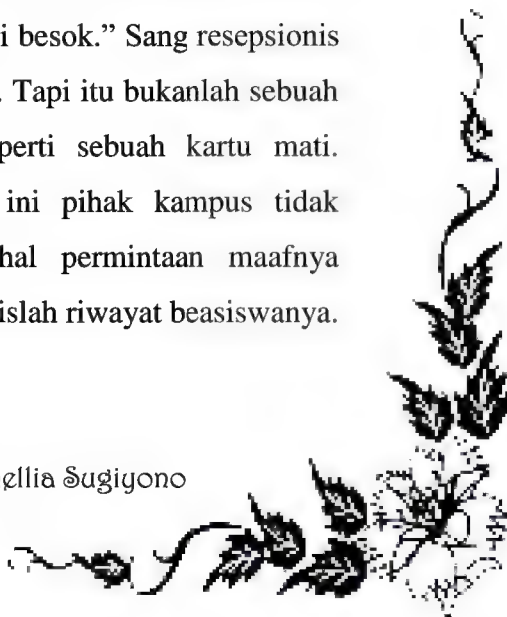 i besok.” Sang resepsionis
. Tapi itu bukanlah sebuah
perti sebuah kartu mati.
ini pihak kampus tidak
hal permintaan maafnya
islah riwayat beasiswanya.
ellia Sugiyono